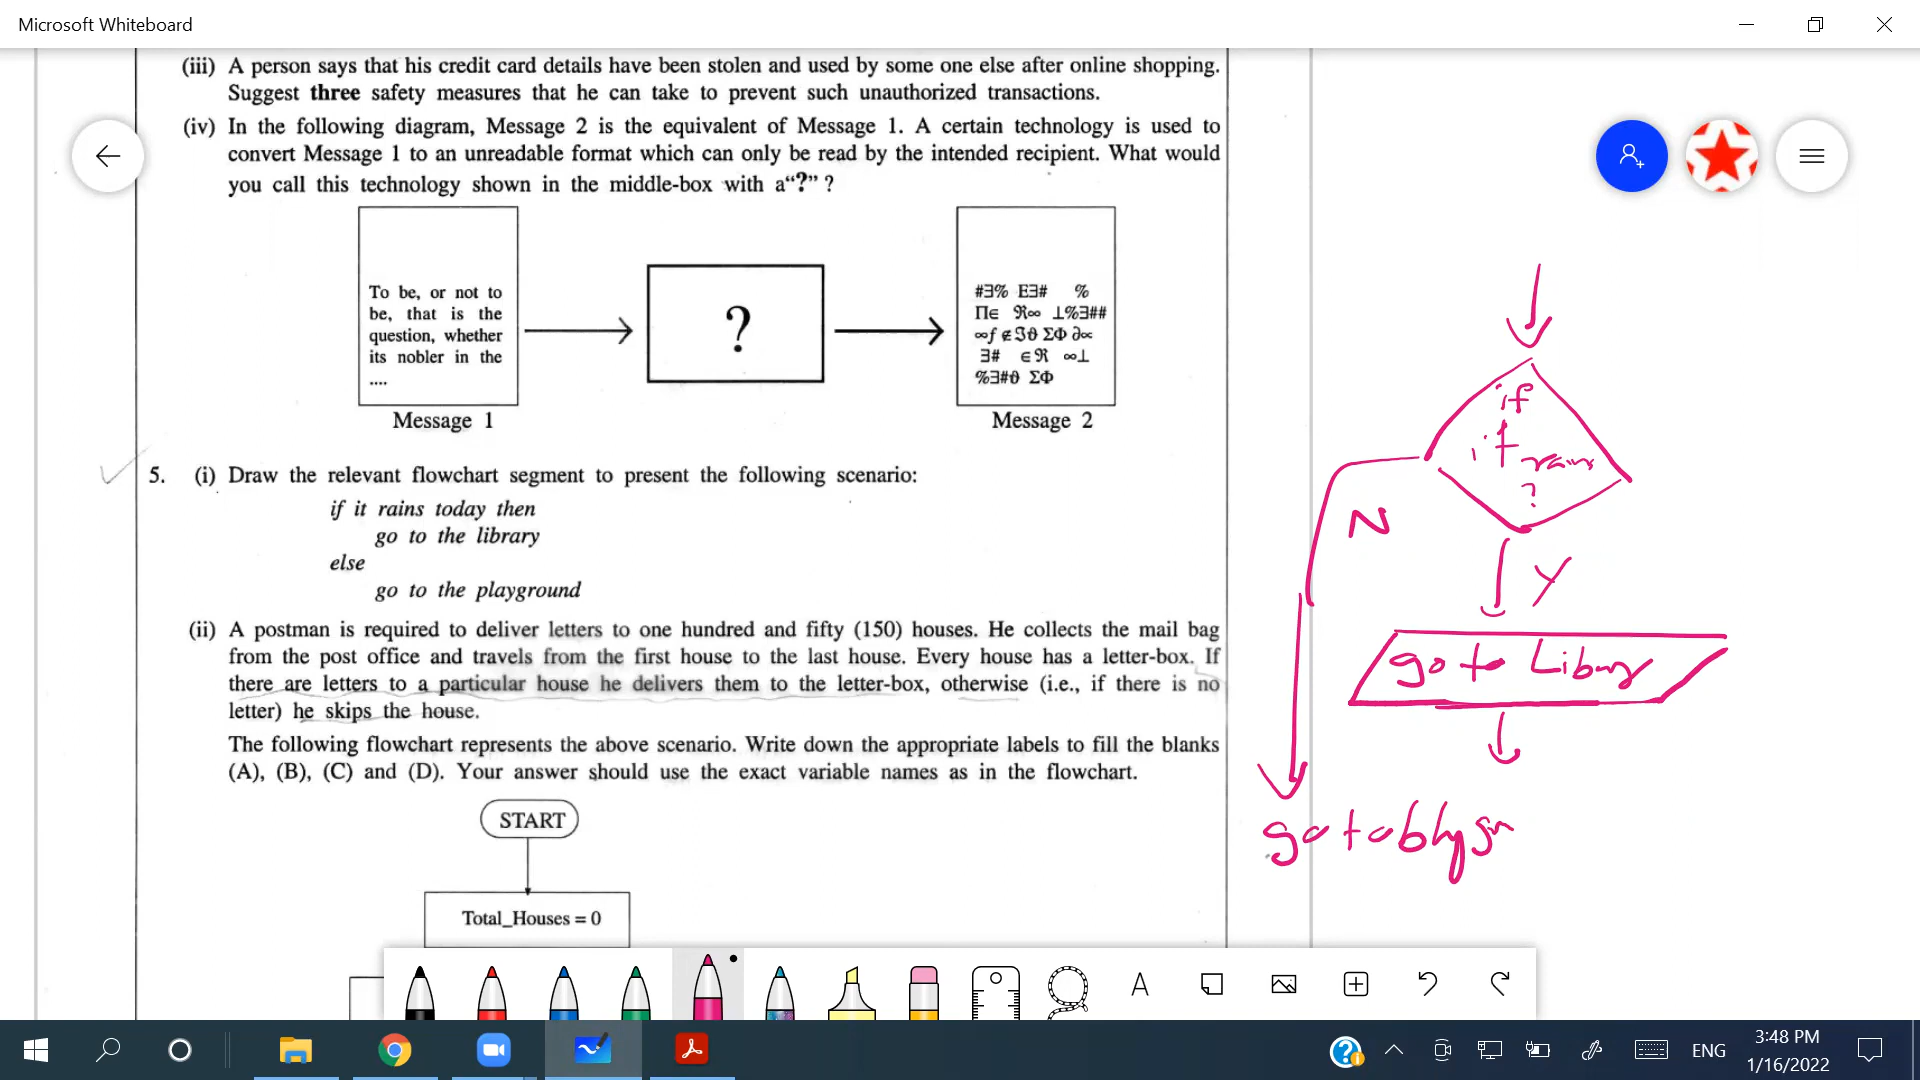 Microsoft Whiteboard
(iii) A person says that his credit card details have been stolen and used by some one else after online shopping.
Suggest three safety measures that he can take to prevent such unauthorized transactions.
(iv) In the following diagram, Message 2 is the equivalent of Message 1. A certain technology is used to
convert Message 1 to an unreadable format which can only be read by the intended recipient. What would
you call this technology shown in the middle-box with a“?” ?
To be, or not to
be, that is the
question, whether
its nobler in the
....
Message 1
?
#∃% E∃# %
Π∈ ℜ∞ ⊥%∃##
∞ƒ∉ℑϑ ΣΦ ∂∝
∃# ∈ℜ ∞⊥
%∃#ϑ ΣΦ
Message 2
5. (i) Draw the relevant flowchart segment to present the following scenario:
if it rains today then
go to the library
else
go to the playground
(ii) A postman is required to deliver letters to one hundred and fifty (150) houses. He collects the mail bag
from the post office and travels from the first house to the last house. Every house has a letter-box. If
there are letters to a particular house he delivers them to the letter-box, otherwise (i.e., if there is no
letter) he skips the house.
The following flowchart represents the above scenario. Write down the appropriate labels to fill the blanks
(A), (B), (C) and (D). Your answer should use the exact variable names as in the flowchart.
START
Total_Houses = 0
if
it
rains
?
N
Y
go to
go to
A
ENG
3:48 PM
1/16/2022